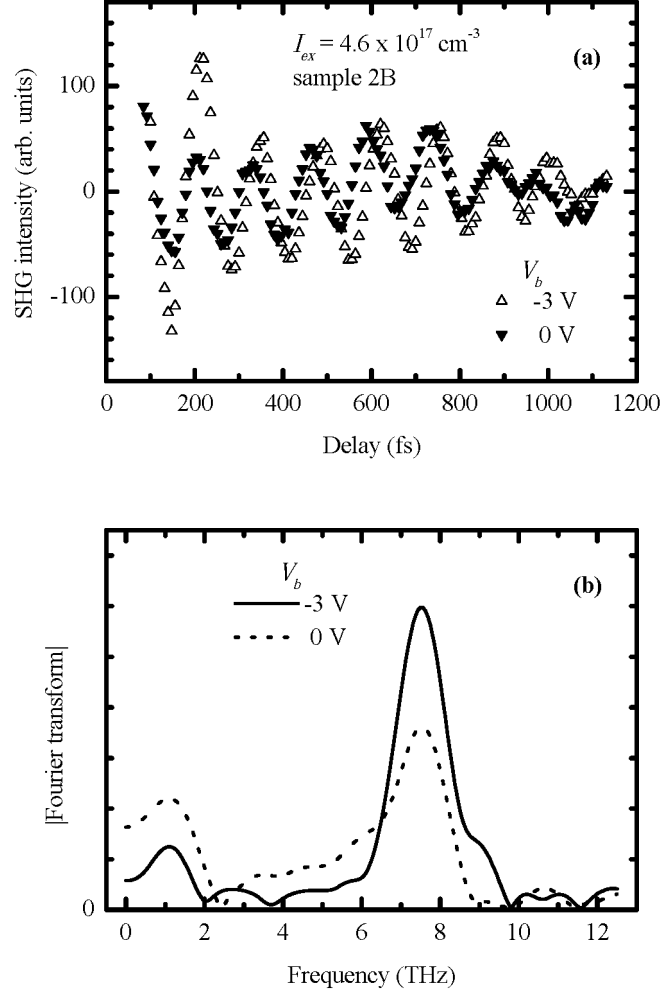 I_ex = 4.6 x 10^17 cm^-3
(a)
sample 2B
SHG intensity (arb. units)
100
0
-100
V_b
-3 V
0 V
0 200 400 600 800 1000 1200
Delay (fs)
V_b
(b)
-3 V
0 V
|Fourier transform|
0
0 2 4 6 8 10 12
Frequency (THz)